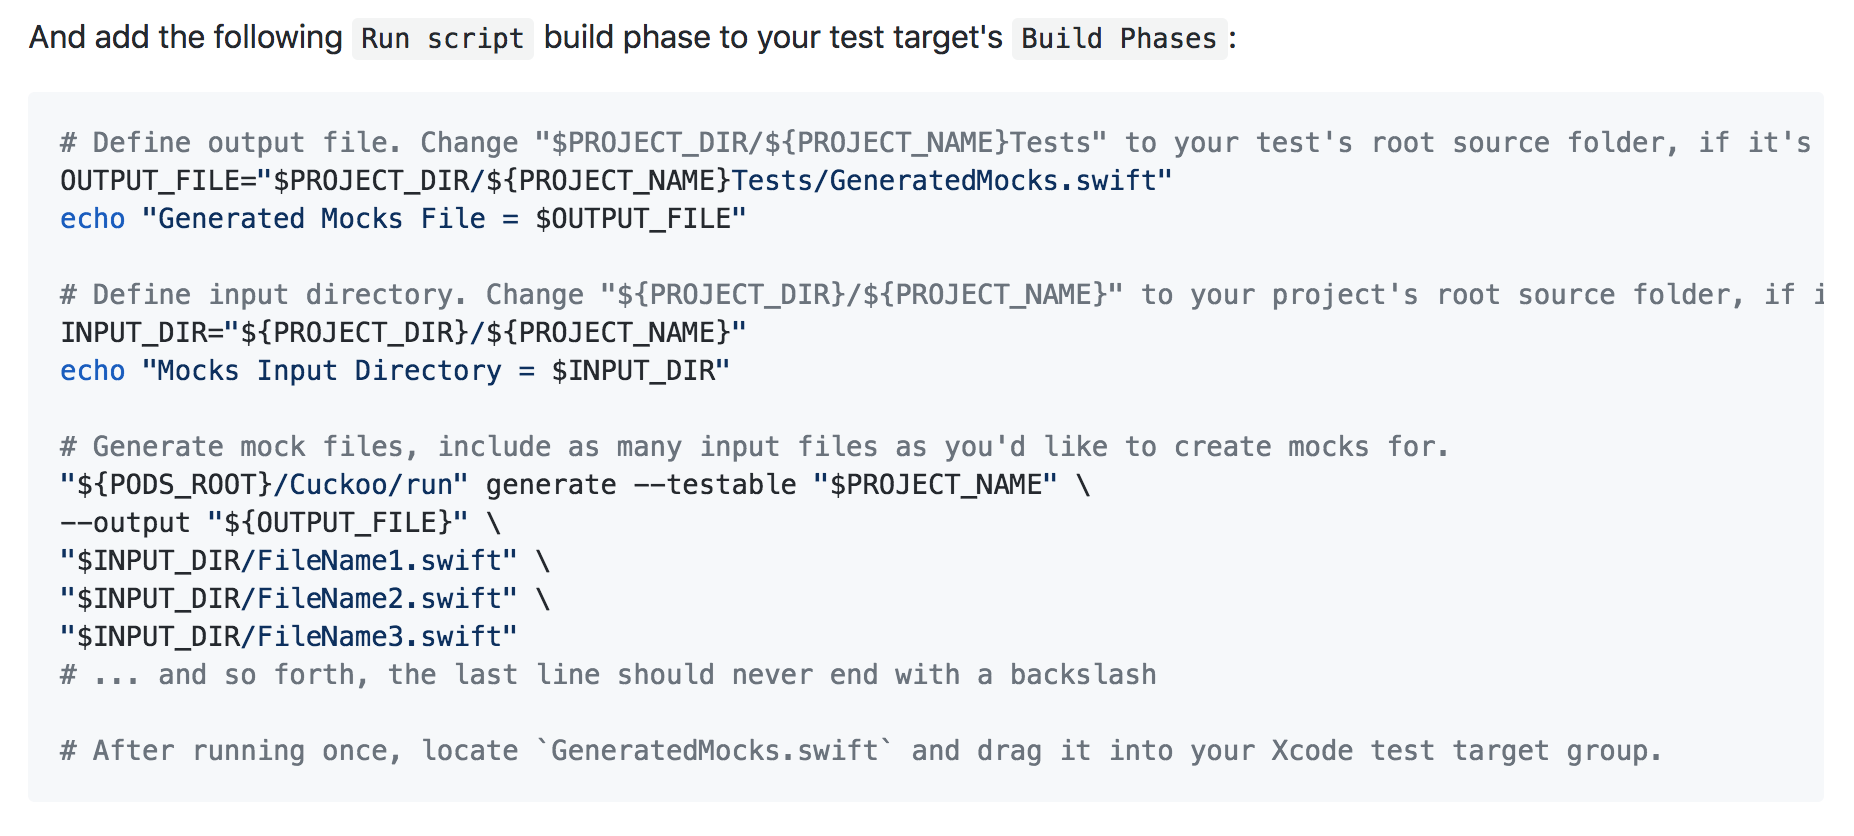 And add the following Run script build phase to your test target's Build Phases:
# Define output file. Change "$PROJECT_DIR/${PROJECT_NAME}Tests" to your test's root source folder, if it's
OUTPUT_FILE="$PROJECT_DIR/${PROJECT_NAME}Tests/GeneratedMocks.swift"
echo "Generated Mocks File = $OUTPUT_FILE"
# Define input directory. Change "${PROJECT_DIR}/${PROJECT_NAME}" to your project's root source folder, if
INPUT_DIR="${PROJECT_DIR}/${PROJECT_NAME}"
echo "Mocks Input Directory = $INPUT_DIR"
# Generate mock files, include as many input files as you'd like to create mocks for.
"${PODS_ROOT}/Cuckoo/run" generate --testable "$PROJECT_NAME" \
--output "${OUTPUT_FILE}" \
"$INPUT_DIR/FileName1.swift" \
"$INPUT_DIR/FileName2.swift" \
"$INPUT_DIR/FileName3.swift"
# ... and so forth, the last line should never end with a backslash
# After running once, locate `GeneratedMocks.swift` and drag it into your Xcode test target group.